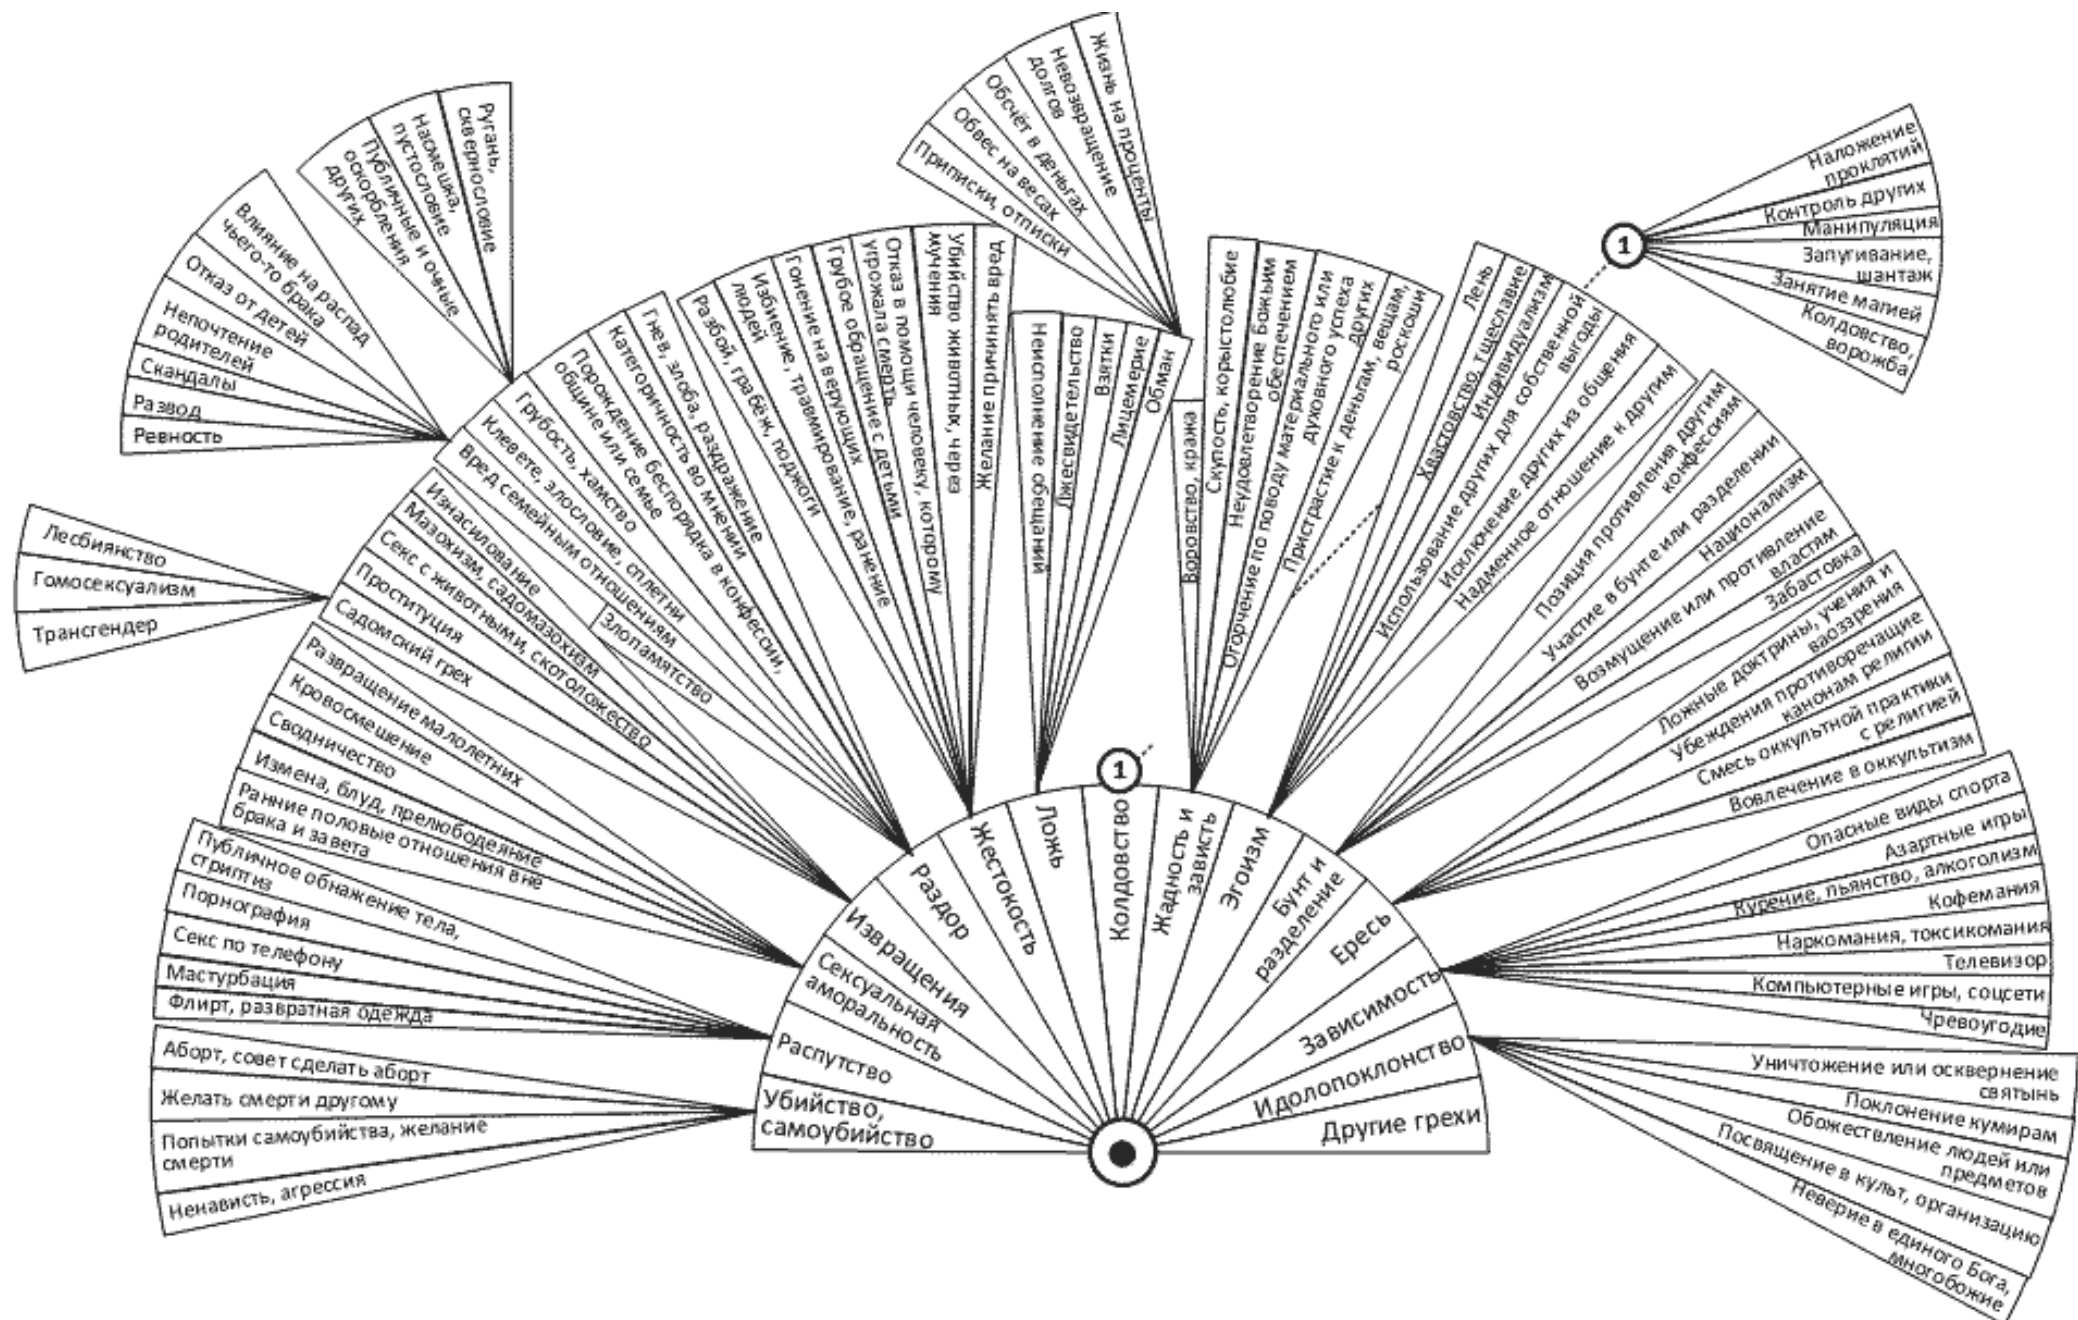 Ругань,
сквернословие
Насмешка,
пустословие
Публичные и очные
оскорбления
других
Влияние на распад
чьего-то брака
Отказ от детей
Непочтение
родителей
Скандалы
Развод
Ревность
Лесбиянство
Гомосексуализм
Трансгендер
Жизнь на проценты
Невозвращение
долгов
Обсчёт в деньгах
Обвес на весах
Приписки, отписки
1
Наложение
проклятий
Контроль других
Манипуляция
Запугивание,
шантаж
Занятие магией
Колдовство,
ворожба
Ненависть, агрессия
Попытки самоубийства, желание
смерти
Желать смерти другому
Аборт, совет сделать аборт
Флирт, развратная одежда
Мастурбация
Секс по телефону
Порнография
Публичное обнажение тела,
стриптиз
Ранние половые отношения вне
брака и завета
Измена, блуд, прелюбодеяние
Сводничество
Кровосмешение
Развращение малолетних
Садомский грех
Проституция
Секс с животными, скотоложество
Мазохизм, садомазохизм
Изнасилование
Злопамятство
Вред семейным отношениям
Клевете, злословие, сплетни
Грубость, хамство
Порождение беспорядка в конфессии,
общине или семье
Категоричность во мнении
Гнев, злоба, раздражение
Разбой, грабёж, поджоги
Избиение, травмирование, ранение
людей
Гонение на верующих
Грубое обращение с детьми
Отказ в помощи человеку, которому
угрожала смерть
Убийство животных, через
мучения
Желание причинять вред
Неисполнение обещаний
Лжесвидетельство
Взятки
Лицемерие
Обман
Воровство, кража
Скупость, корыстолюбие
Неудовлетворение Божьим
обеспечением
Огорчение по поводу материального или
духовного успеха
других
Пристрастие к деньгам, вещам,
роскоши
Лень
Хвастовство, тщеславие
Индивидуализм
Использование других для собственной
выгоды
Исключение других из общения
Надменное отношение к другим
Позиция противления другим
конфессиям
Участие в бунте или разделении
Национализм
Возмущение или противление
властям
Забастовка
Ложные доктрины, учения и
ваоззрения
Убеждения противоречащие
канонам религии
Смесь оккультной практики
с религией
Вовлечение в оккультизм
Опасные виды спорта
Азартные игры
Курение, пьянство, алкоголизм
Кофемания
Наркомания, токсикомания
Телевизор
Компьютерные игры, соцсети
Чревоугодие
Уничтожение или осквернение
святынь
Поклонение кумирам
Обожествление людей или
предметов
Посвящение в культ, организацию
Неверие в единого Бога,
многобожие
1
Убийство,
самоубийство
Распутство
Сексуальная
аморальность
Извращения
Раздор
Жестокость
Ложь
Колдовство
Жадность и
зависть
Эгоизм
Бунт и
разделение
Ересь
Зависимость
Идолопоклонство
Другие грехи